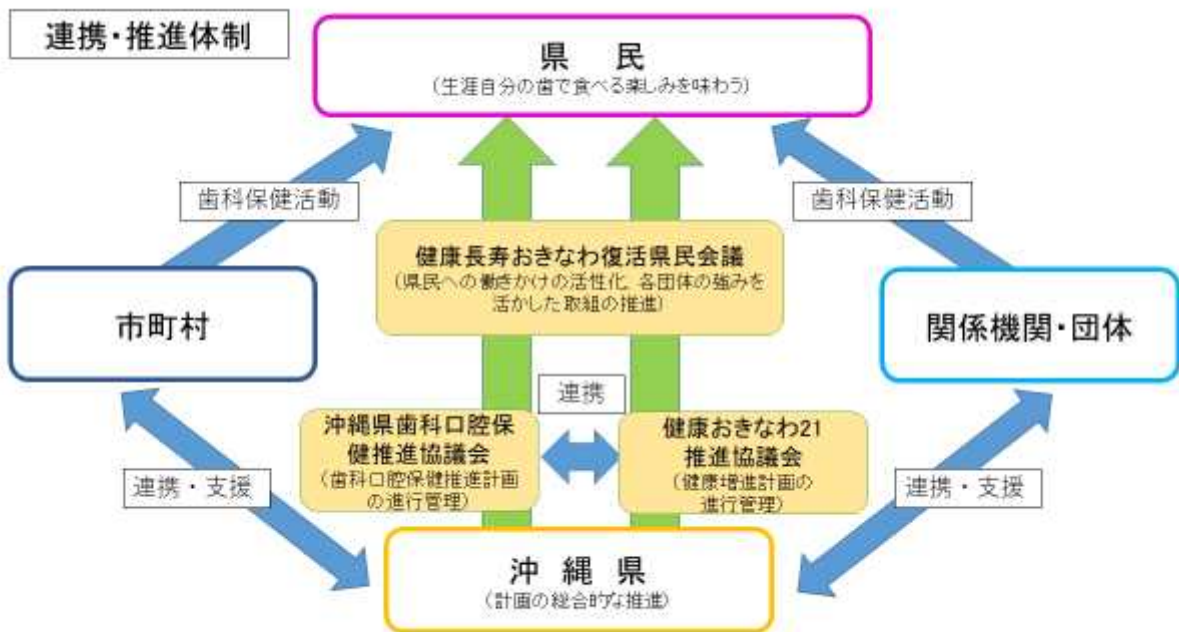 連携・推進体制
県　民
(生涯自分の歯で食べる楽しみを味わう)
歯科保健活動
歯科保健活動
健康長寿おきなわ復活県民会議
(県民への働きかけの活性化、各団体の強みを
活かした取組の推進)
市町村
関係機関・団体
連携
沖縄県歯科口腔保
健推進協議会
(歯科口腔保健推進計画
の進行管理)
健康おきなわ21
推進協議会
(健康増進計画の
進行管理)
連携・支援
連携・支援
沖　縄　県
(計画の総合的な推進)